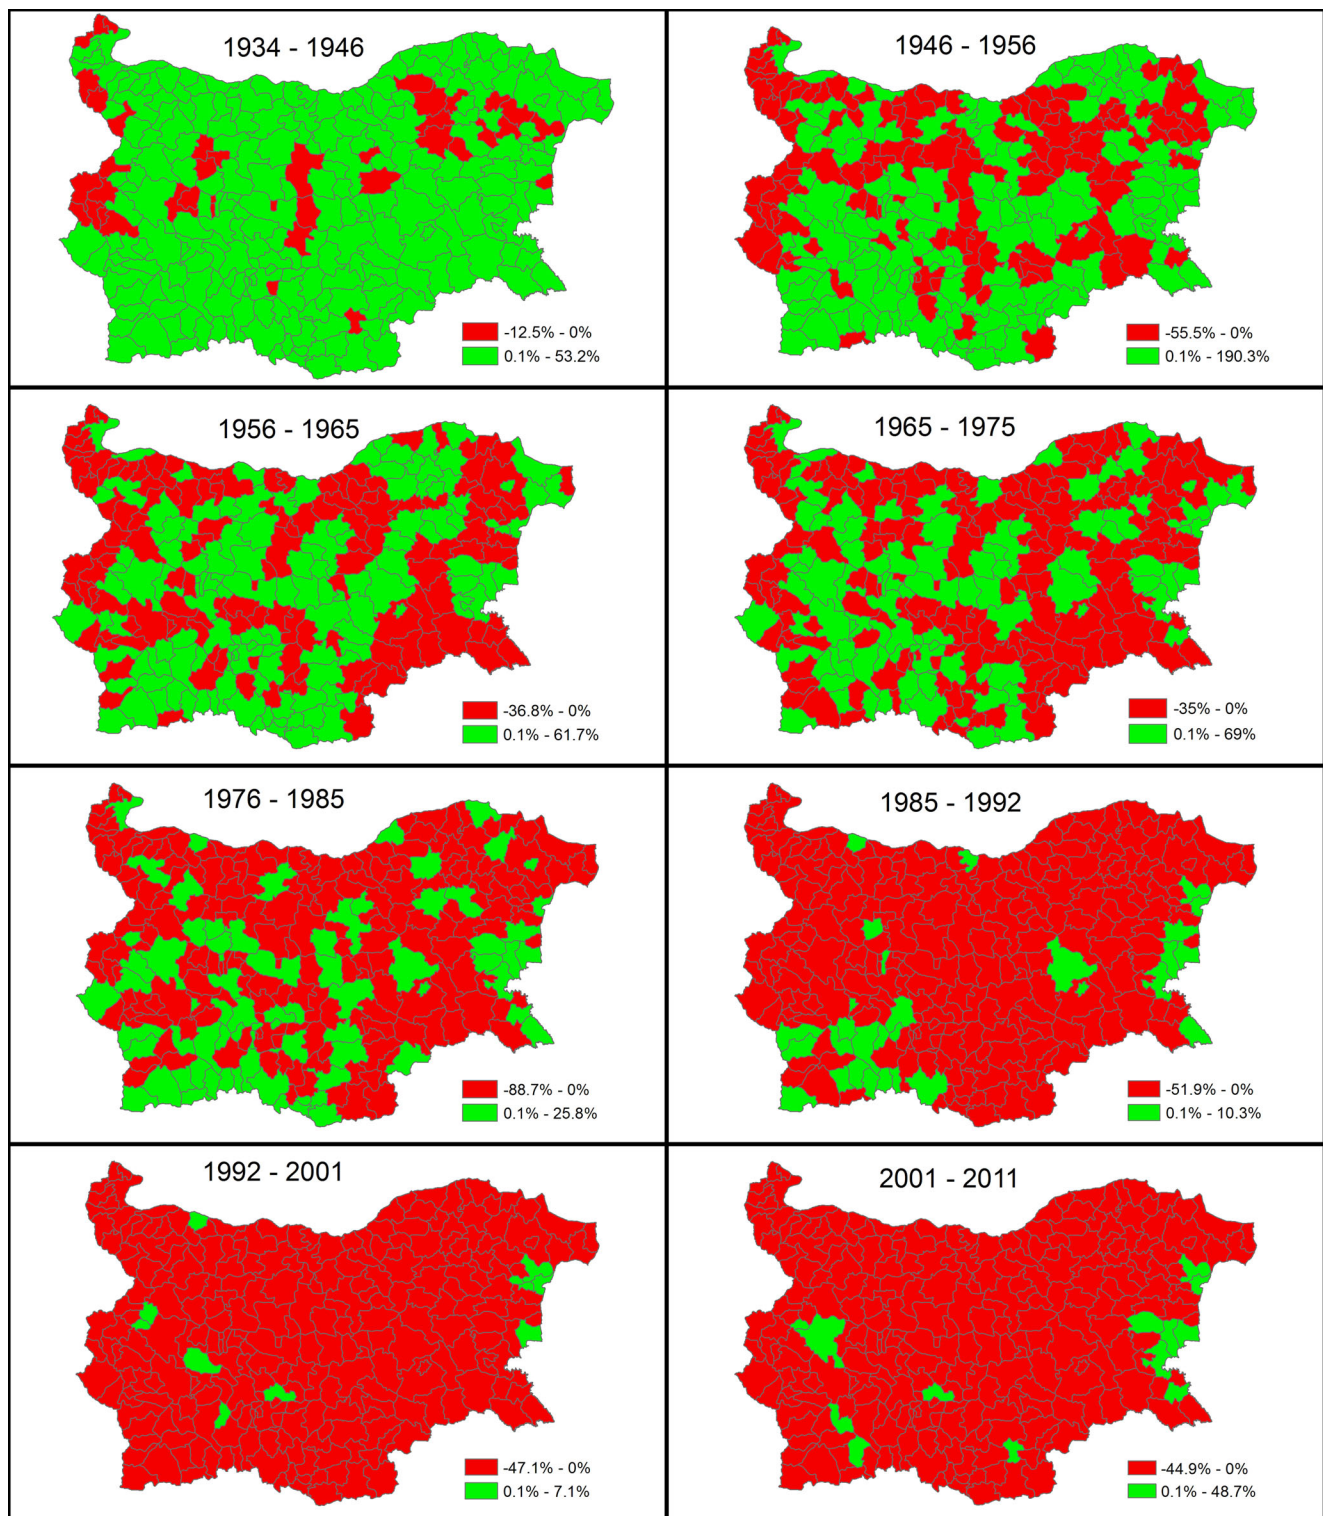 1934 - 1946
-12.5% - 0%
0.1% - 53.2%
1946 - 1956
-55.5% - 0%
0.1% - 190.3%
1956 - 1965
-36.8% - 0%
0.1% - 61.7%
1965 - 1975
-35% - 0%
0.1% - 69%
1976 - 1985
-88.7% - 0%
0.1% - 25.8%
1985 - 1992
-51.9% - 0%
0.1% - 10.3%
1992 - 2001
-47.1% - 0%
0.1% - 7.1%
2001 - 2011
-44.9% - 0%
0.1% - 48.7%